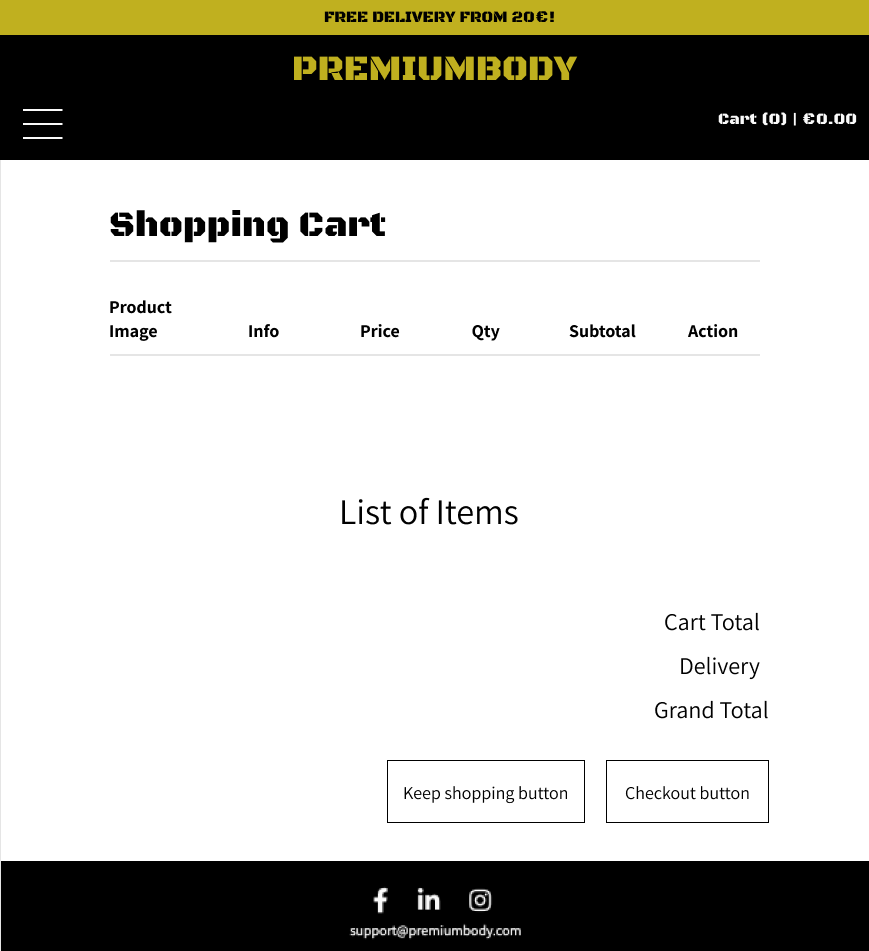 FREE DELIVERY FROM 20€!
PREMIUMBODY
Cart (0) | €0.00
Shopping Cart
Product
Image Info Price Qty Subtotal Action
List of Items
Cart Total
Delivery
Grand Total
Keep shopping button Checkout button
f in
support@premiumbody.com